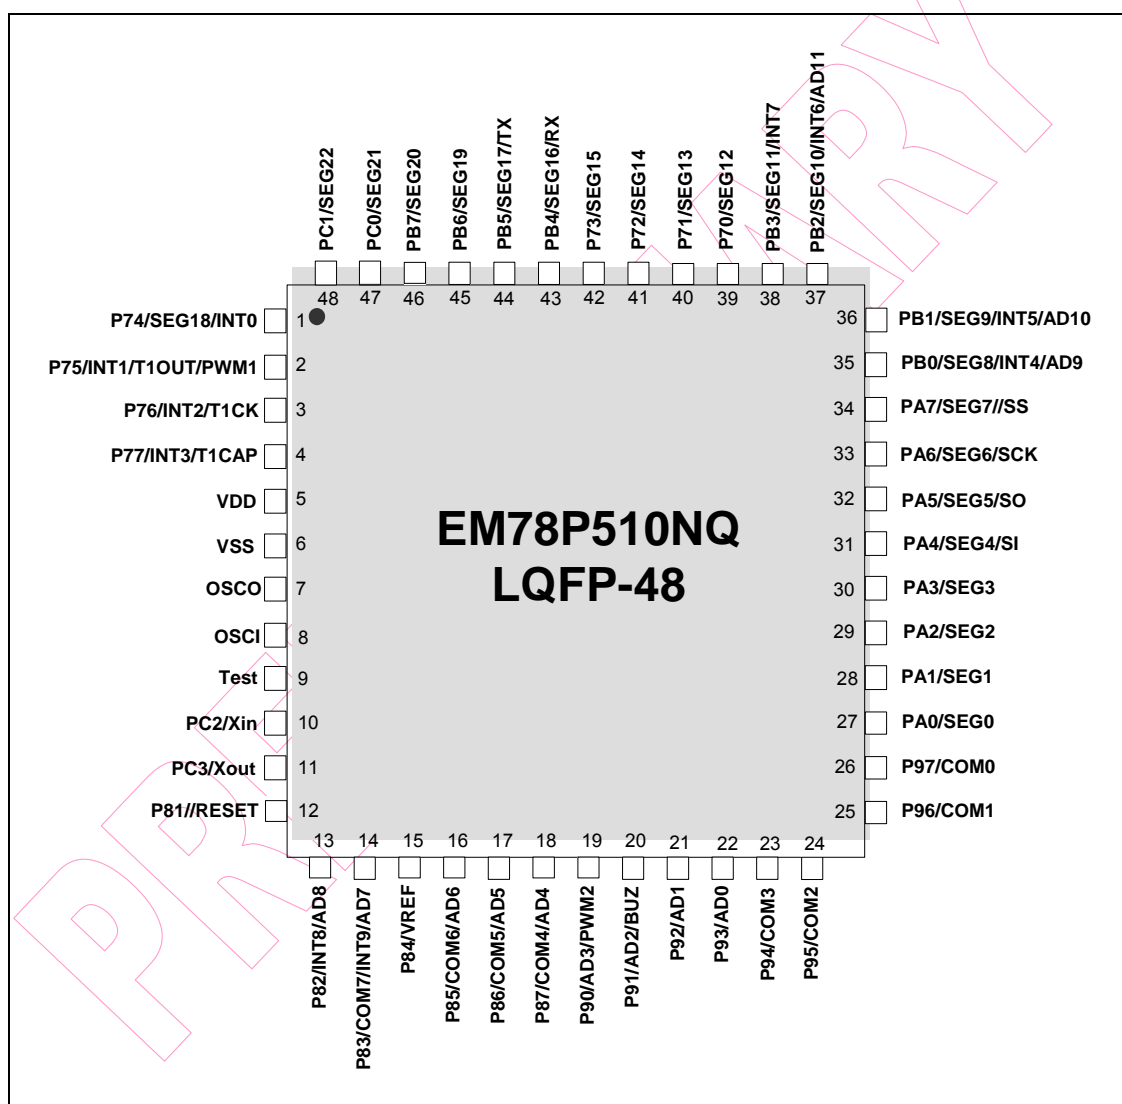 PC1/SEG22
PC0/SEG21
PB7/SEG20
PB6/SEG19
PB5/SEG17/TX
PB4/SEG16/RX
P73/SEG15
P72/SEG14
P71/SEG13
P70/SEG12
PB3/SEG11/INT7
PB2/SEG10/INT6/AD11
48 47 46 45 44 43 42 41 40 39 38 37
P74/SEG18/INT0 1
P75/INT1/T1OUT/PWM1 2
P76/INT2/T1CK 3
P77/INT3/T1CAP 4
VDD 5
VSS 6
OSCO 7
OSCI 8
Test 9
PC2/Xin 10
PC3/Xout 11
P81//RESET 12
EM78P510NQ
LQFP-48
36 PB1/SEG9/INT5/AD10
35 PB0/SEG8/INT4/AD9
34 PA7/SEG7//SS
33 PA6/SEG6/SCK
32 PA5/SEG5/SO
31 PA4/SEG4/SI
30 PA3/SEG3
29 PA2/SEG2
28 PA1/SEG1
27 PA0/SEG0
26 P97/COM0
25 P96/COM1
13 14 15 16 17 18 19 20 21 22 23 24
P82/INT8/AD8
P83/COM7/INT9/AD7
P84/VREF
P85/COM6/AD6
P86/COM5/AD5
P87/COM4/AD4
P90/AD3/PWM2
P91/AD2/BUZ
P92/AD1
P93/AD0
P94/COM3
P95/COM2